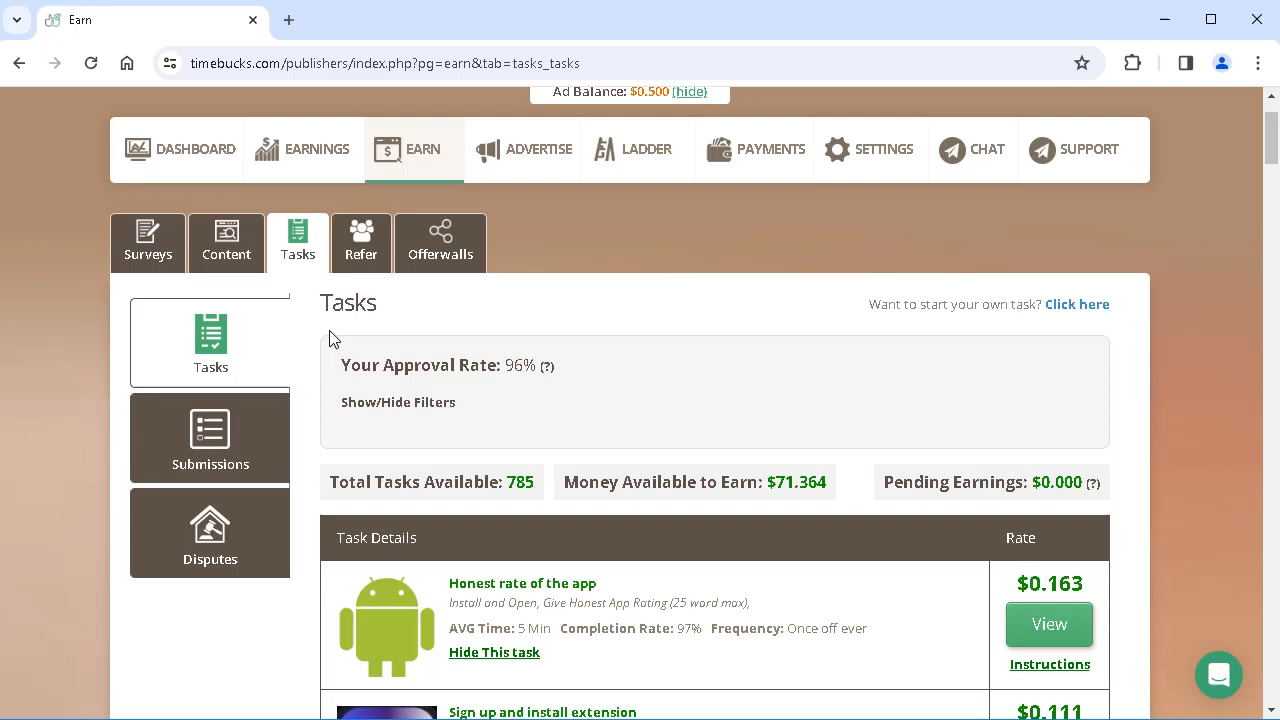 Earn
timebucks.com/publishers/index.php?pg=earn&tab=tasks_tasks
Ad Balance: $0.500 (hide)
DASHBOARD EARNINGS EARN ADVERTISE LADDER PAYMENTS SETTINGS CHAT SUPPORT
Surveys Content Tasks Refer Offerwalls
Tasks
Want to start your own task? Click here
Tasks
Submissions
Disputes
Your Approval Rate: 96% (?)
Show/Hide Filters
Total Tasks Available: 785 Money Available to Earn: $71.364 Pending Earnings: $0.000 (?)
Task Details Rate
Honest rate of the app
Install and Open, Give Honest App Rating (25 word max),
AVG Time: 5 Min Completion Rate: 97% Frequency: Once off ever
Hide This task
$0.163
View
Instructions
Sign up and install extension
$0.111